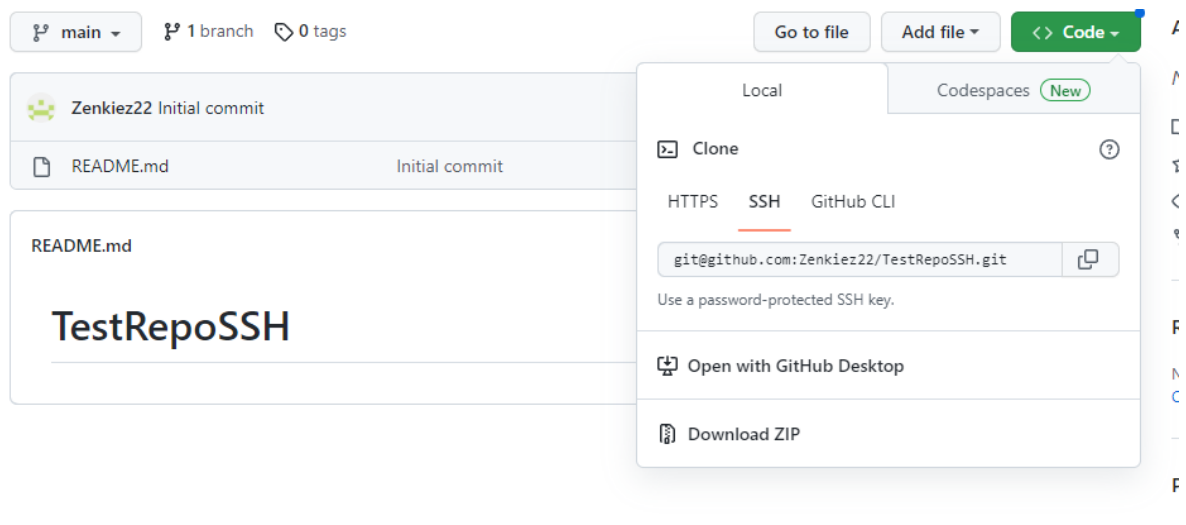 main
1 branch
0 tags
Go to file
Add file
Code
Zenkiez22 Initial commit
README.md
Initial commit
README.md
TestRepoSSH
Local
Codespaces
New
Clone
HTTPS
SSH
GitHub CLI
git@github.com:Zenkiez22/TestRepoSSH.git
Use a password-protected SSH key.
Open with GitHub Desktop
Download ZIP